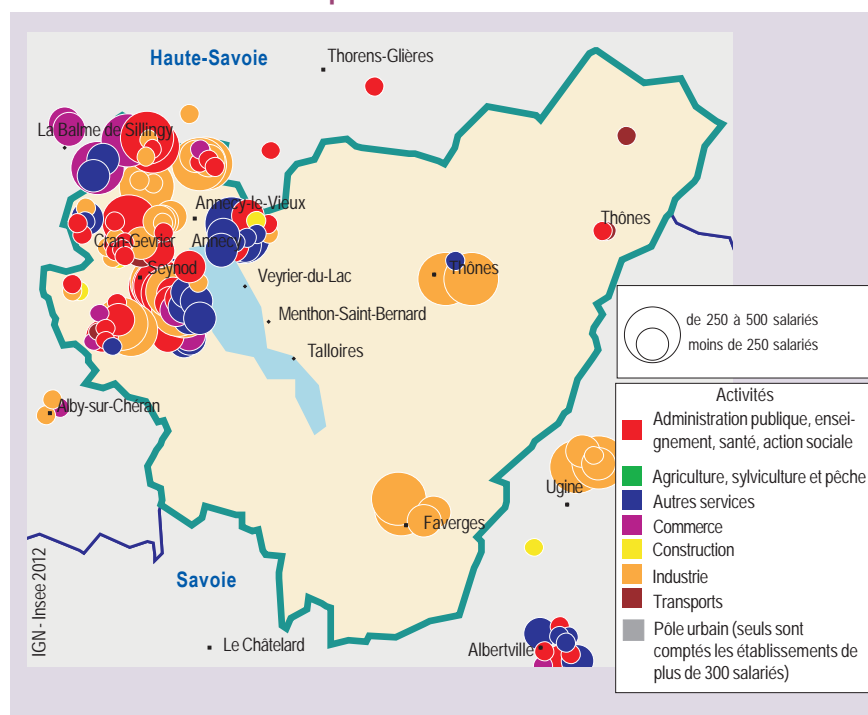 Haute-Savoie
Thorens-Glières
La Balme de Sillingy
Annecy-le-Vieux
Thônes
Cran-Gevrier
Annecy
Seynod
Thônes
Veyrier-du-Lac
Menthon-Saint-Bernard
Talloires
Alby-sur-Chéran
Ugine
Faverges
Savoie
Le Châtelard
Albertville
IGN - Insee 2012
de 250 à 500 salariés
moins de 250 salariés
Activités
Administration publique, ensei-
gnement, santé, action sociale
Agriculture, sylviculture et pêche
Autres services
Commerce
Construction
Industrie
Transports
Pôle urbain (seuls sont
comptés les établissements de
plus de 300 salariés)